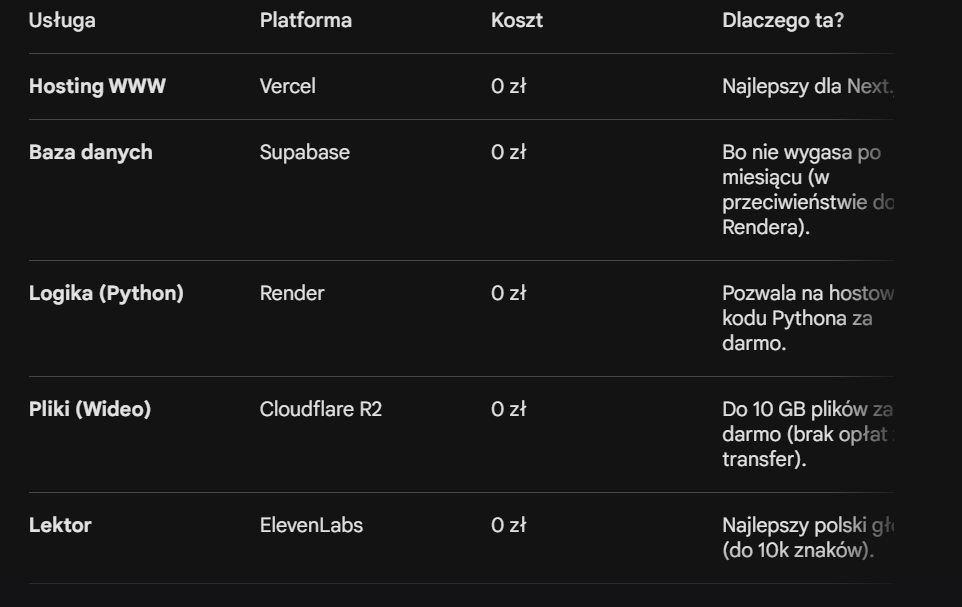 Usługa Platforma Koszt Dlaczego ta?
Hosting WWW Vercel 0 zł Najlepszy dla Next.
Baza danych Supabase 0 zł Bo nie wygasa po
miesiącu (w
przeciwieństwie do
Rendera).
Logika (Python) Render 0 zł Pozwala na hostow
kodu Pythona za
darmo.
Pliki (Wideo) Cloudflare R2 0 zł Do 10 GB plików za
darmo (brak opłat
transfer).
Lektor ElevenLabs 0 zł Najlepszy polski
(do 10k znaków).